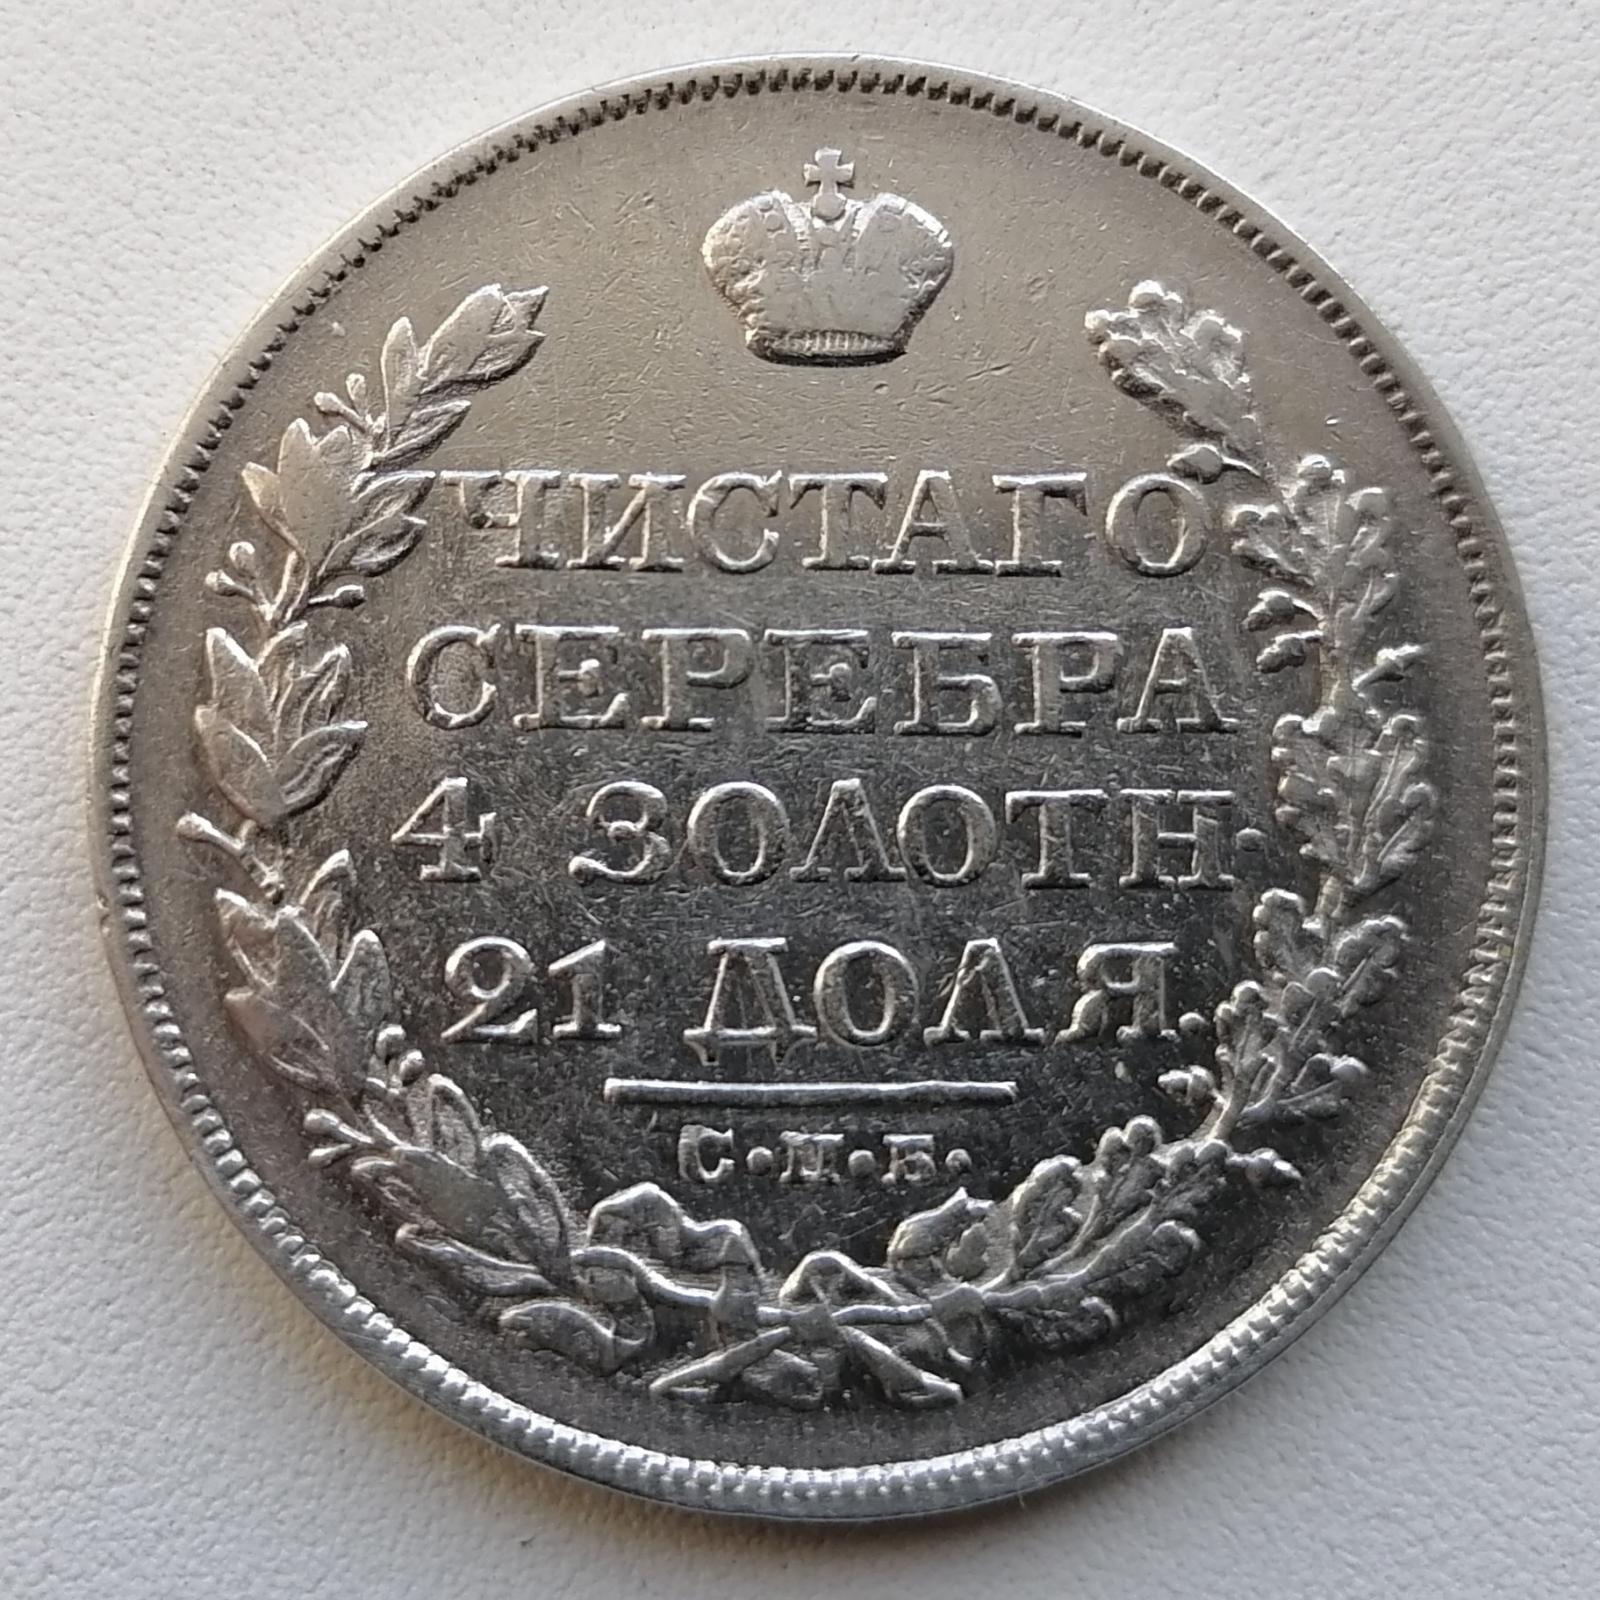 ЧИСТАГО
СЕРЕБРА
4 ЗОЛОТН·
21 ДОЛЯ.
С·П·Б·